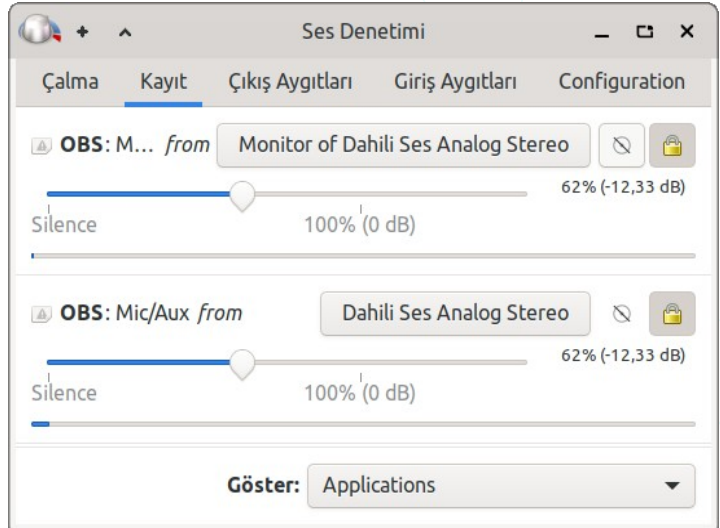 Ses Denetimi
Çalma Kayıt Çıkış Aygıtları Giriş Aygıtları Configuration
OBS: M... from Monitor of Dahili Ses Analog Stereo
62% (-12,33 dB)
Silence 100% (0 dB)
OBS: Mic/Aux from Dahili Ses Analog Stereo
62% (-12,33 dB)
Silence 100% (0 dB)
Göster: Applications